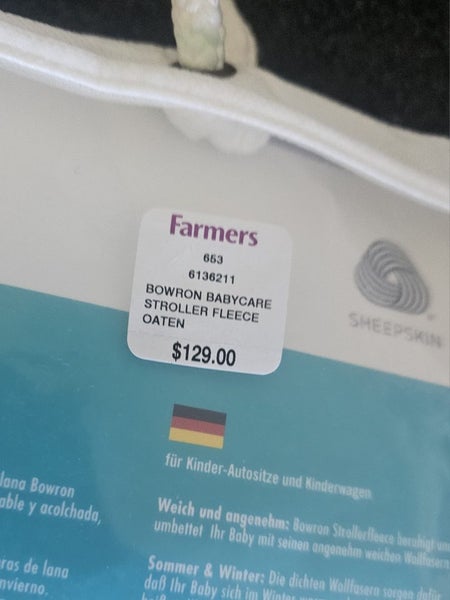 Farmers
653
6136211
BOWRON BABYCARE
STROLLER FLEECE
OATEN
$129.00
SHEEPSKIN
für Kinder-Autositze und Kinderwagen
lana Bowron
able y acolchada,
Weich und angenehm: Bowron Strollerfleece beruhigt un
umbettet Ihr Baby mit seinen angenehm weichen Wollfasern
ras de lana
nvierno.
Sommer & Winter: Die dichten Wollfasern sorgen dafür
daß Ihr Baby sich im Winter